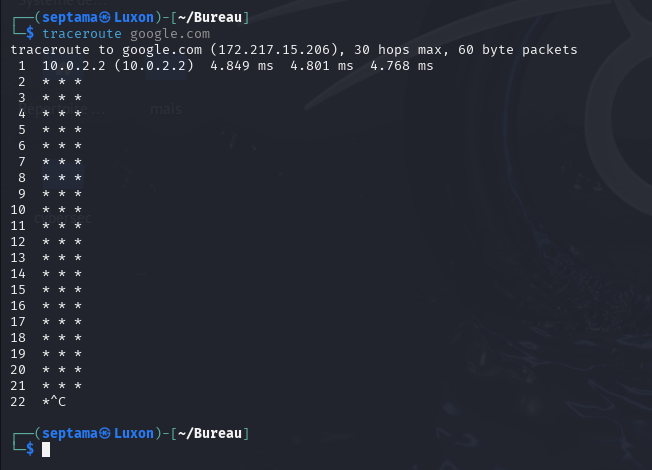 Système de...
┌──(septama㉿Luxon)-[~/Bureau]
└─$ traceroute google.com
traceroute to google.com (172.217.15.206), 30 hops max, 60 byte packets
1 10.0.2.2 (10.0.2.2) 4.849 ms 4.801 ms 4.768 ms
2 * * *
3 * * *
4 * * *
mais
5 * * *
6 * * *
7 * * *
8 * * *
9 * * *
10 * * *
11 * * *
12 * * *
13 * * *
14 * * *
15 * * *
16 * * *
17 * * *
18 * * *
19 * * *
20 * * *
21 * * *
22 *^C
┌──(septama㉿Luxon)-[~/Bureau]
└─$